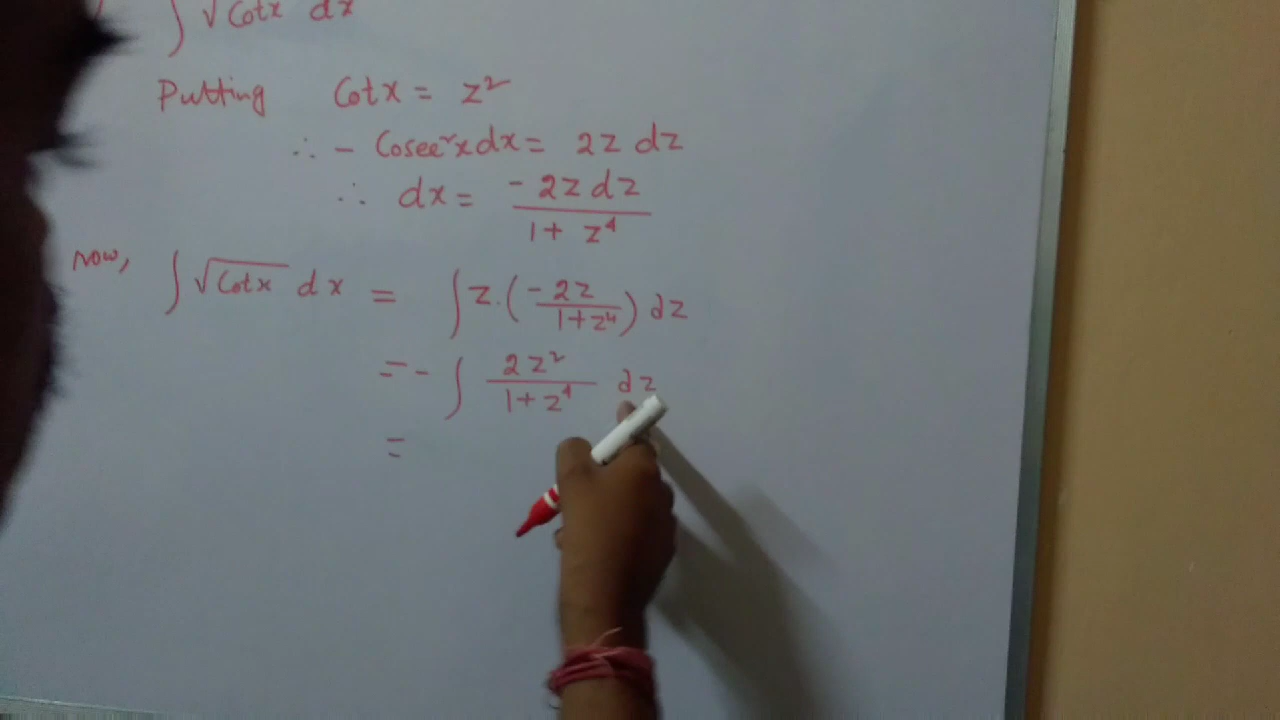 ∫ √Cotx dx
Putting Cotx = z²
∴ - Cosec²x dx = 2z dz
∴ dx = -2z dz / 1 + z⁴
Now, ∫ √Cotx dx = ∫ z.(-2z / 1+z⁴) dz
= - ∫ 2z² / 1+z⁴ dz
=